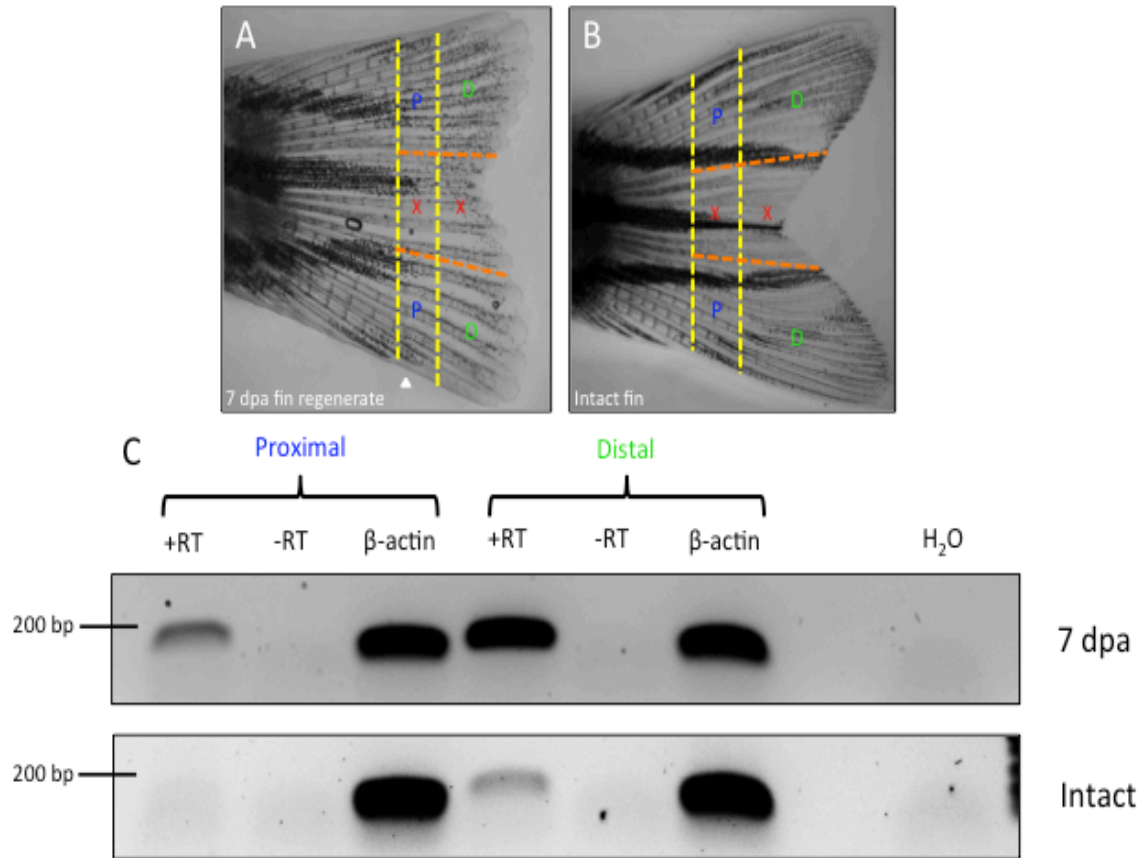 A
B
P
D
P
D
X
X
X
X
P
D
P
D
7 dpa fin regenerate
Intact fin
C
Proximal
Distal
+RT
-RT
β-actin
+RT
-RT
β-actin
H₂O
200 bp
7 dpa
200 bp
Intact